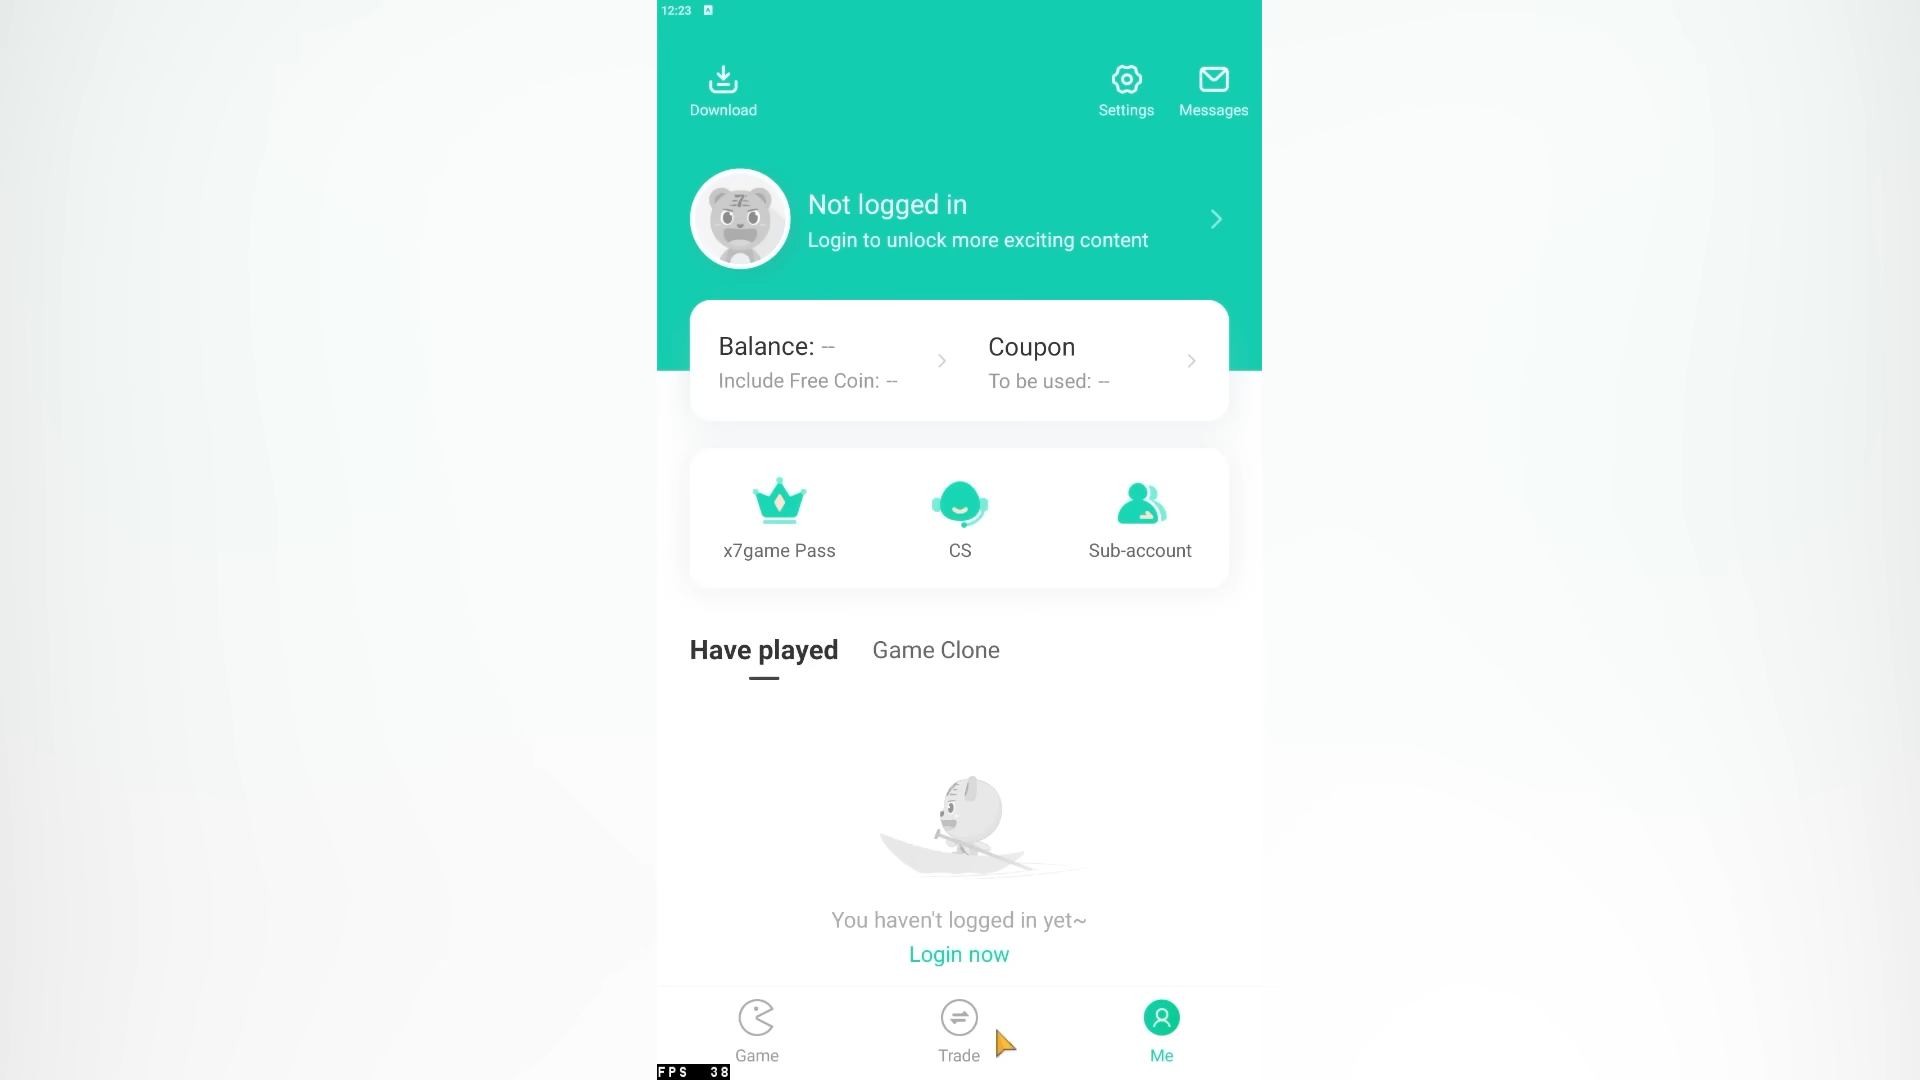 12:23 A
Download
Settings
Messages
7
Not logged in
Login to unlock more exciting content
Balance: --
Include Free Coin: --
Coupon
To be used: --
x7game Pass
CS
Sub-account
Have played
Game Clone
You haven't logged in yet~
Login now
Game
Trade
Me
FPS 38